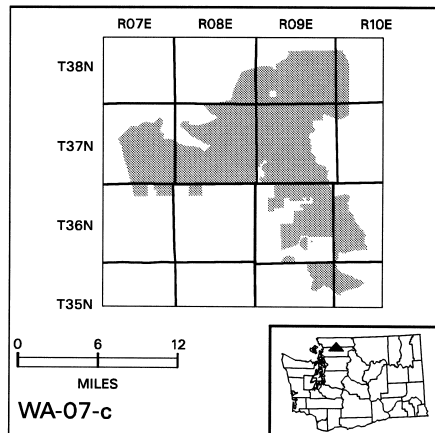 R07E R08E R09E R10E
T38N
T37N
T36N
T35N
0 6 12
MILES
WA-07-c